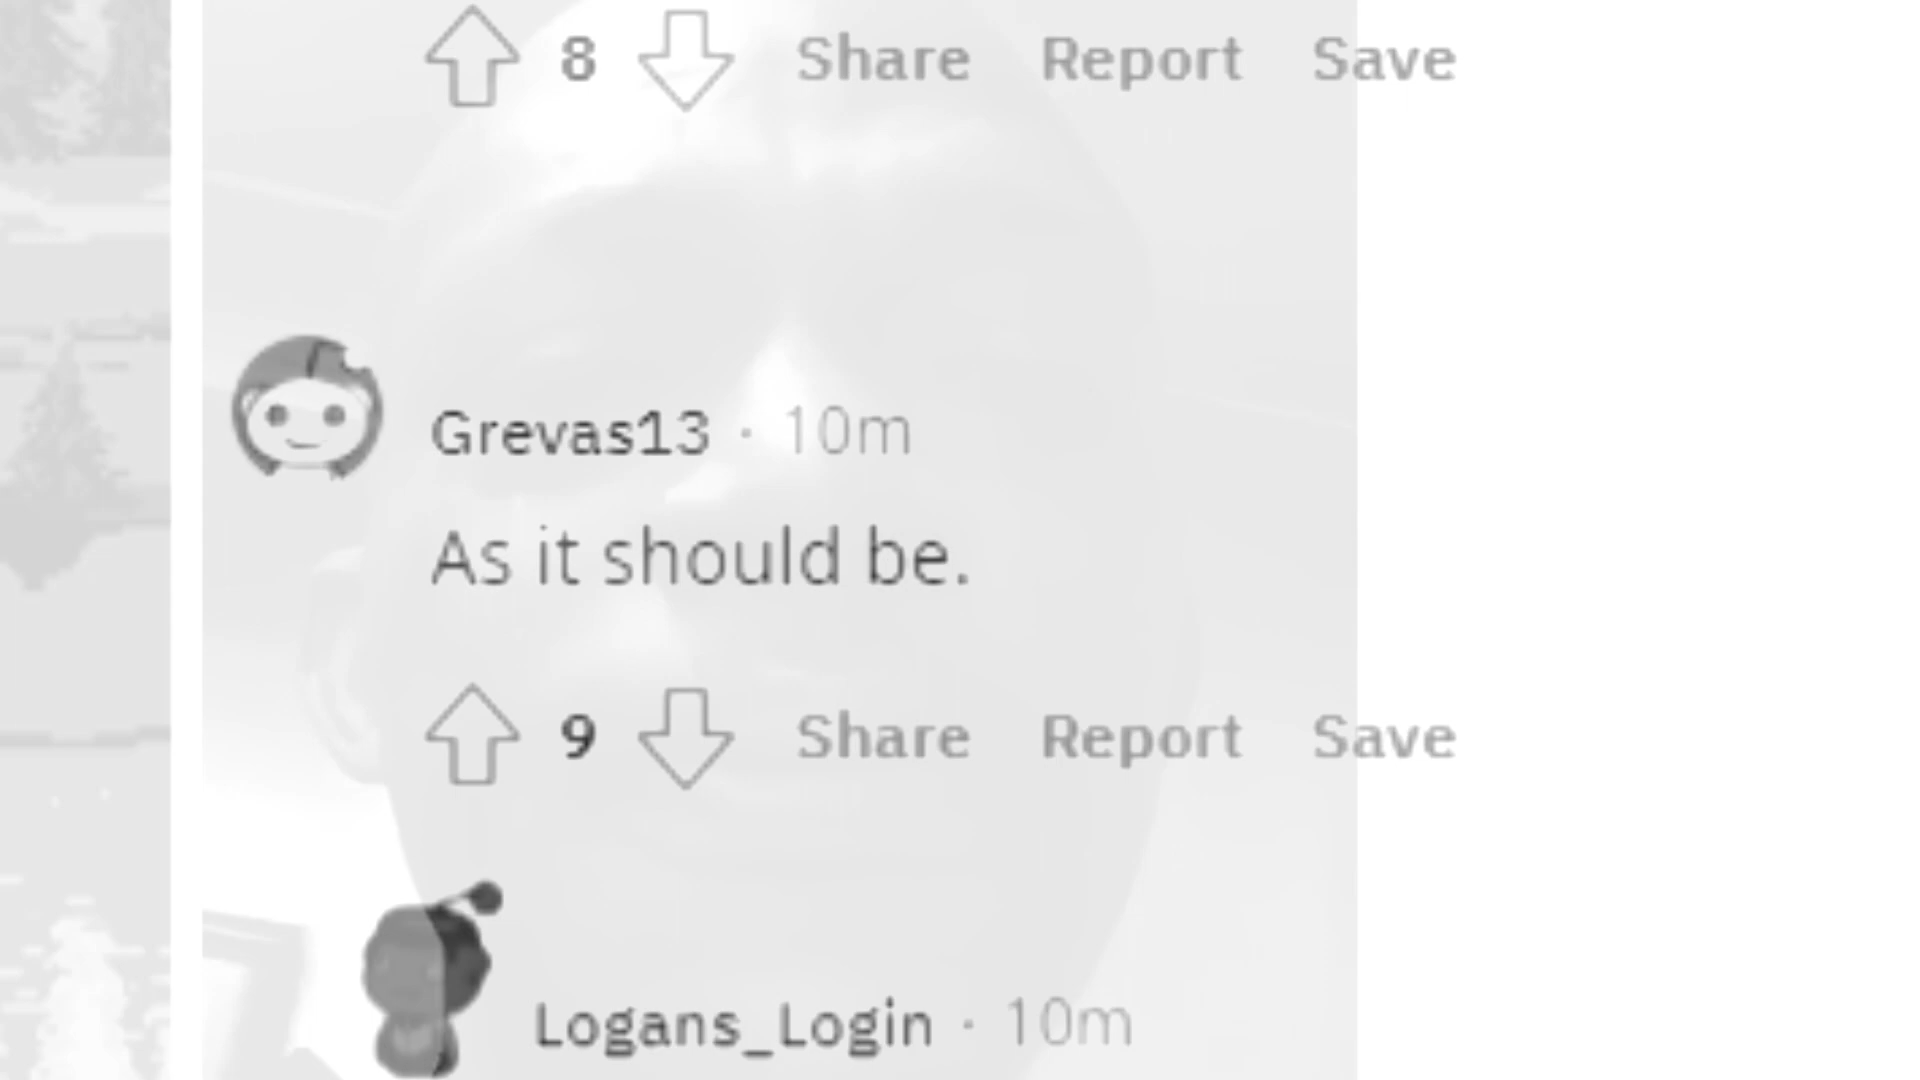 8 Share Report Save
Grevas13 · 10m
As it should be.
9 Share Report Save
Logans_Login · 10m